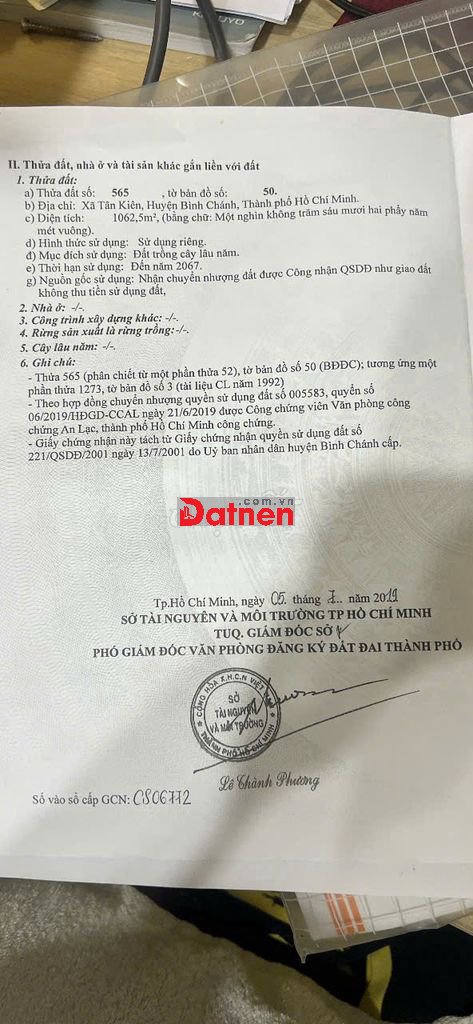 II. Thửa đất, nhà ở và tài sản khác gắn liền với đất
1. Thửa đất:
a) Thửa đất số: 565 , tờ bản đồ số: 50.
b) Địa chỉ: Xã Tân Kiên, Huyện Bình Chánh, Thành phố Hồ Chí Minh.
c) Diện tích: 1062,5m², (bằng chữ: Một nghìn không trăm sáu mươi hai phẩy năm
mét vuông).
d) Hình thức sử dụng: Sử dụng riêng.
đ) Mục đích sử dụng: Đất trồng cây lâu năm.
e) Thời hạn sử dụng: Đến năm 2067.
g) Nguồn gốc sử dụng: Nhận chuyển nhượng đất được Công nhận QSDĐ như giao đất
không thu tiền sử dụng đất,
2. Nhà ở: -/-.
3. Công trình xây dựng khác: -/-.
4. Rừng sản xuất là rừng trồng:-/-.
5. Cây lâu năm: -/-.
6. Ghi chú:
- Thửa 565 (phân chiết từ một phần thửa 52), tờ bản đồ số 50 (BĐĐC); tương ứng một
phần thửa 1273, tờ bản đồ số 3 (tài liệu CL năm 1992)
- Theo hợp đồng chuyển nhượng quyền sử dụng đất số 005583, quyển số
06/2019/HĐGD-CCAL ngày 21/6/2019 được Công chứng viên Văn phòng công
chứng An Lạc, thành phố Hồ Chí Minh công chứng.
- Giấy chứng nhận này tách từ Giấy chứng nhận quyền sử dụng đất số
221/QSDĐ/2001 ngày 13/7/2001 do Uỷ ban nhân dân huyện Bình Chánh cấp.
.com.vn
Datnen
Tp.Hồ Chí Minh, ngày 05 tháng 7.. năm 2019
SỞ TÀI NGUYÊN VÀ MÔI TRƯỜNG TP HỒ CHÍ MINH
TUQ. GIÁM ĐỐC SỞ
PHÓ GIÁM ĐỐC VĂN PHÒNG ĐĂNG KÝ ĐẤT ĐAI THÀNH PHỐ
CỘNG HÒA X.H.C.N VIỆT
SỞ
TÀI NGUYÊN
VÀ MÔI TRƯỜNG
THÀNH PHỐ HỒ CHÍ MINH
Lê Thành Phương
Số vào sổ cấp GCN: CS06772